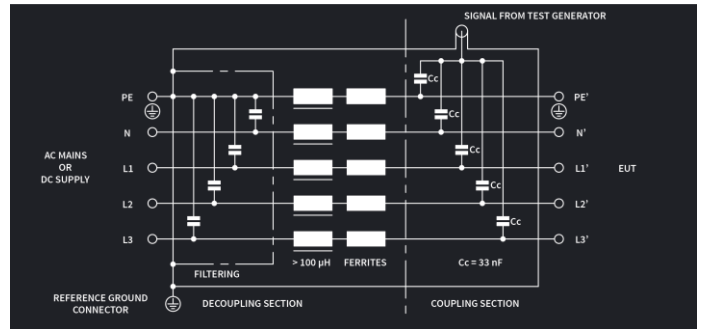 SIGNAL FROM TEST GENERATOR
Cc
PE
PE'
Cc
N
N'
AC MAINS
OR
DC SUPPLY
Cc
L1
L1'
EUT
Cc
L2
L2'
Cc
L3
L3'
> 100 µH
FERRITES
Cc = 33 nF
FILTERING
REFERENCE GROUND
CONNECTOR
DECOUPLING SECTION
COUPLING SECTION